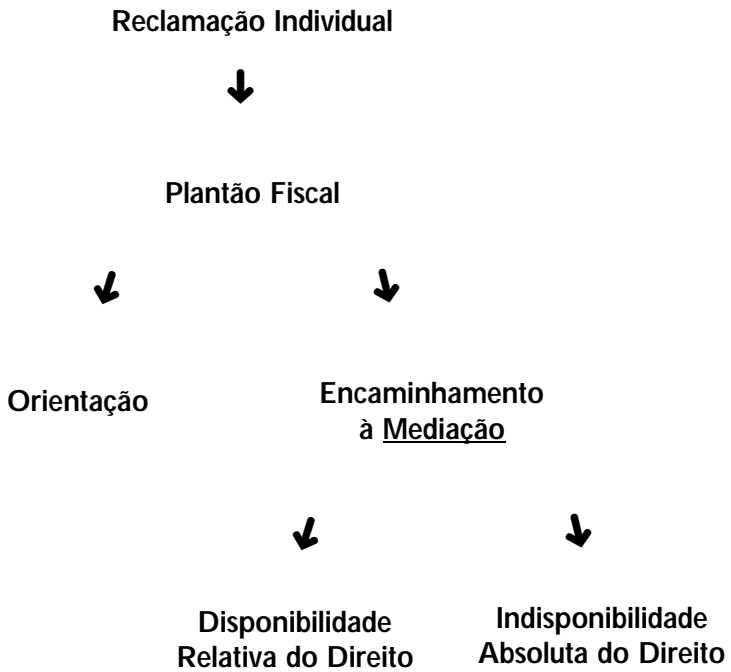 Reclamação Individual
Plantão Fiscal
Orientação
Encaminhamento
à Mediação
Disponibilidade
Relativa do Direito
Indisponibilidade
Absoluta do Direito